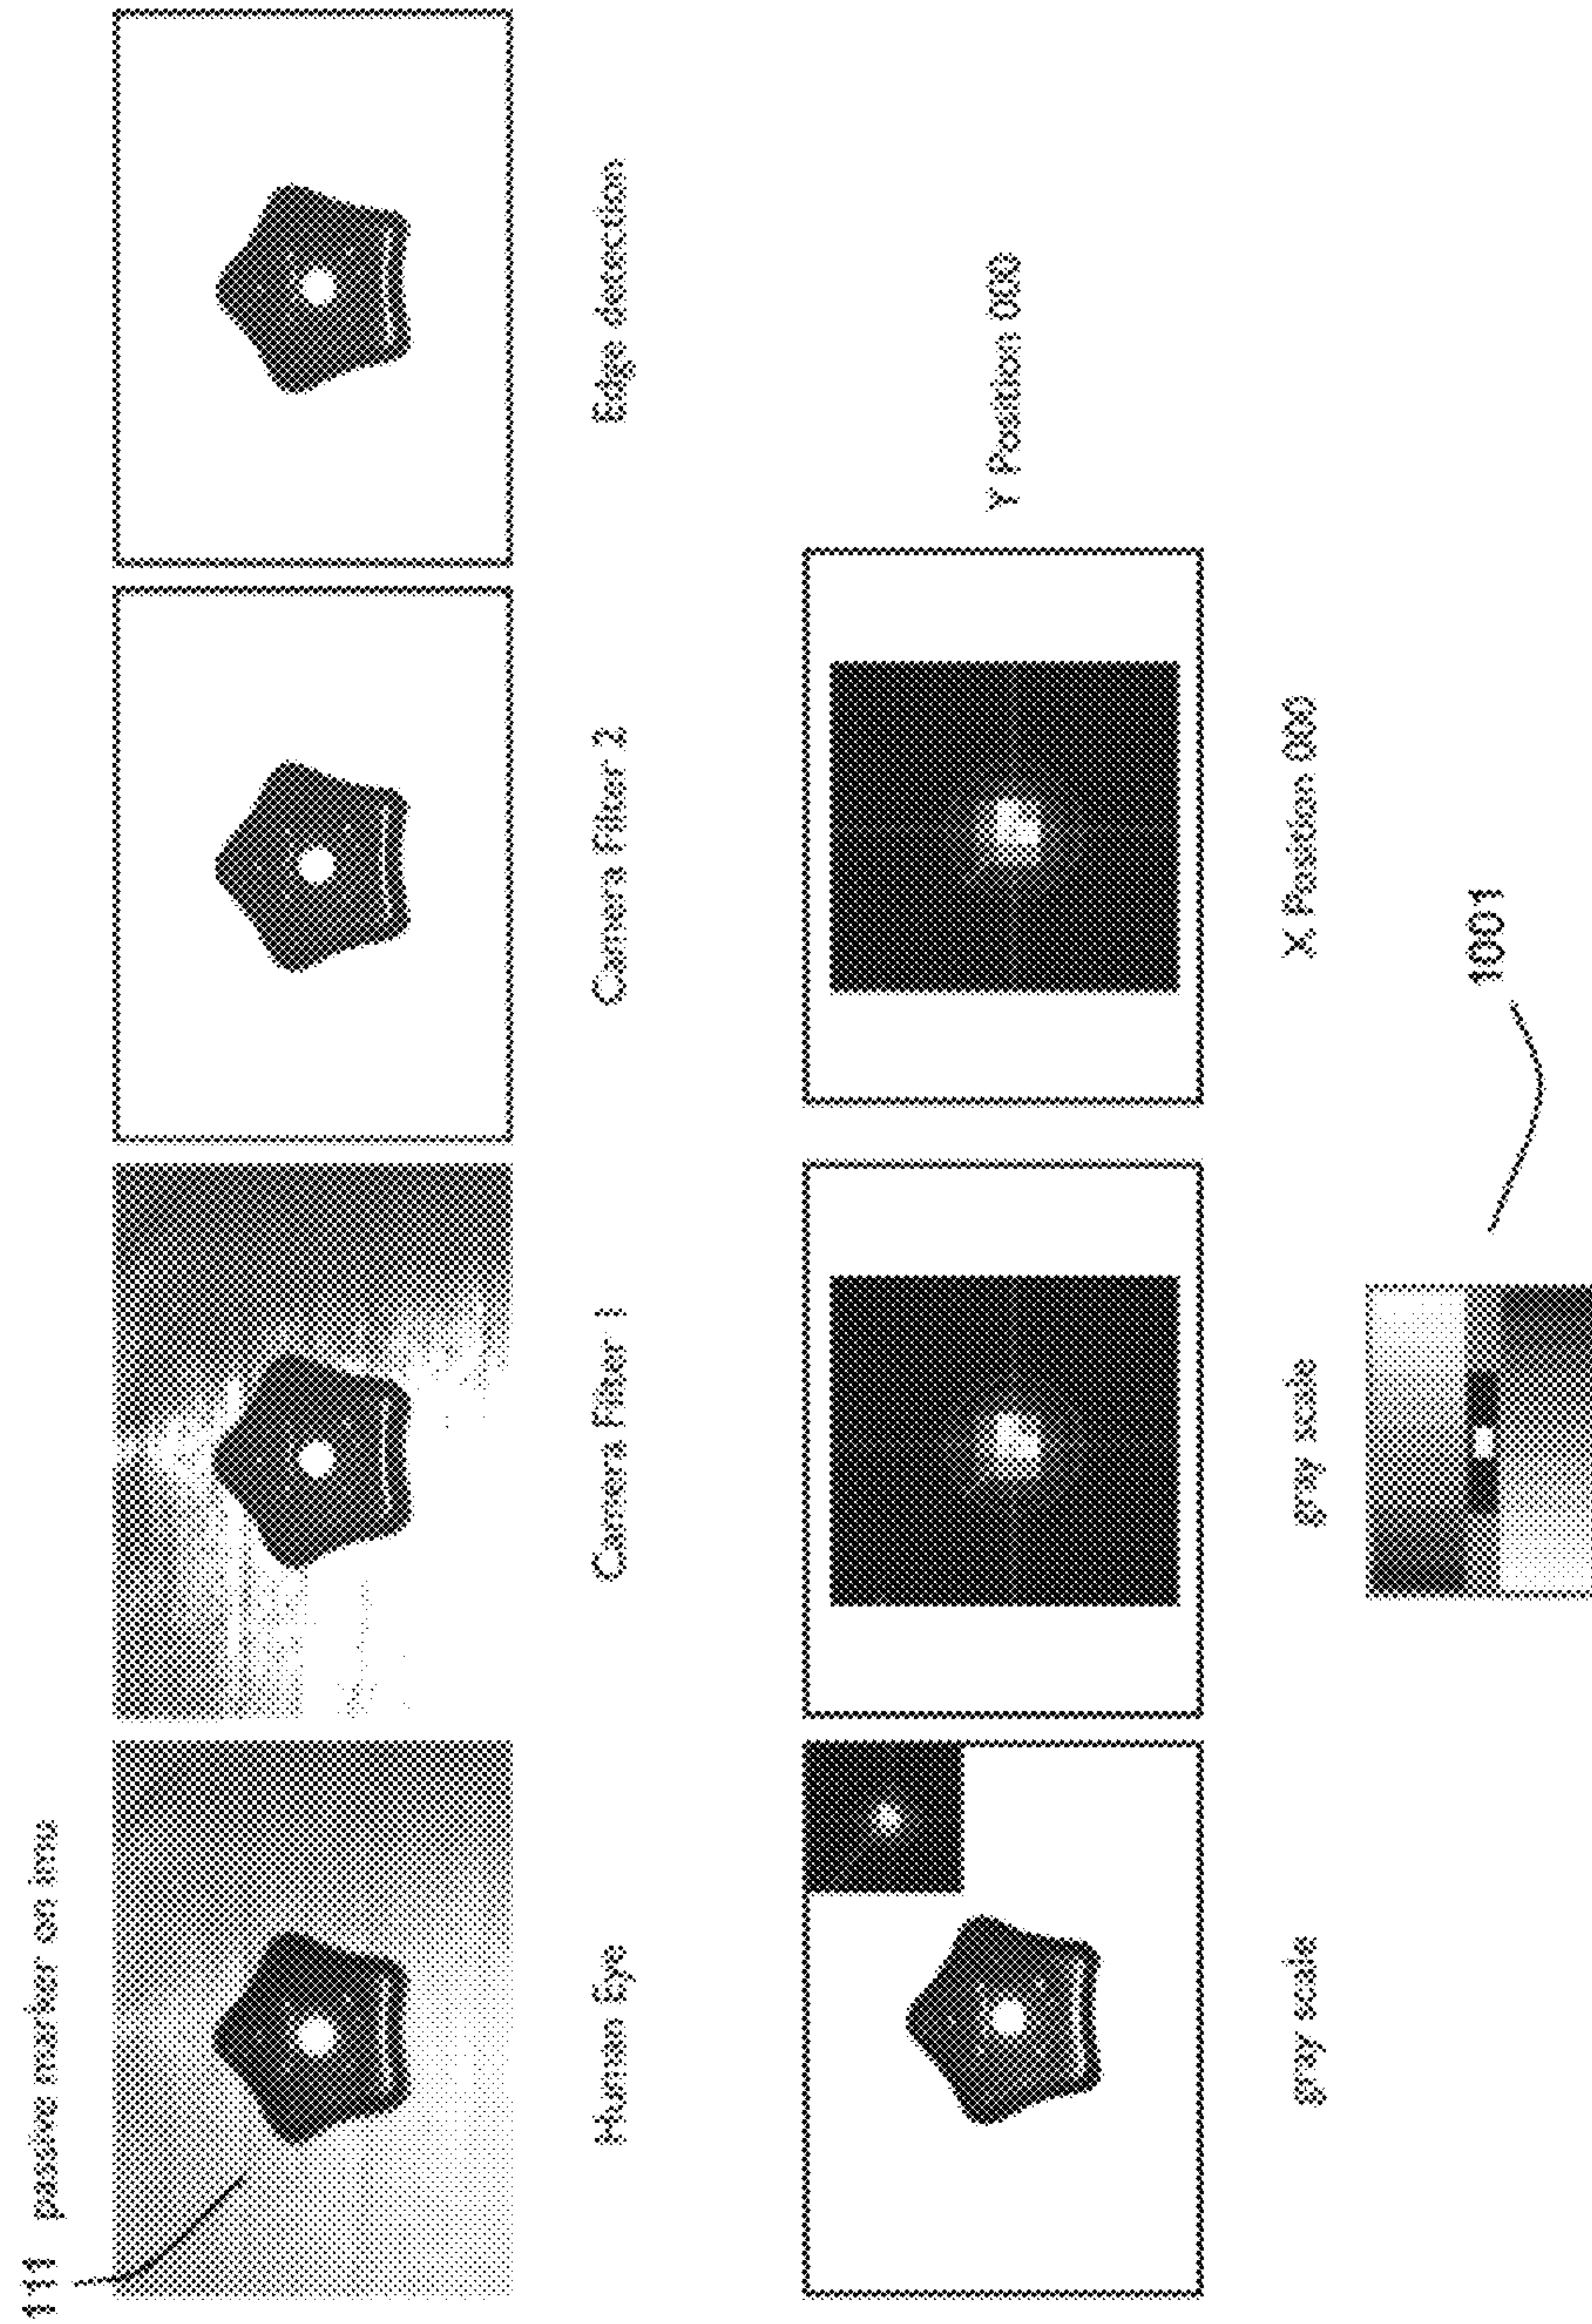 111 passive marker on imu
Human Eye
Camera Filter 1
Camera Filter 2
Edge detection
gray scale
gray scale
X Position 000
Y Position 000
1001